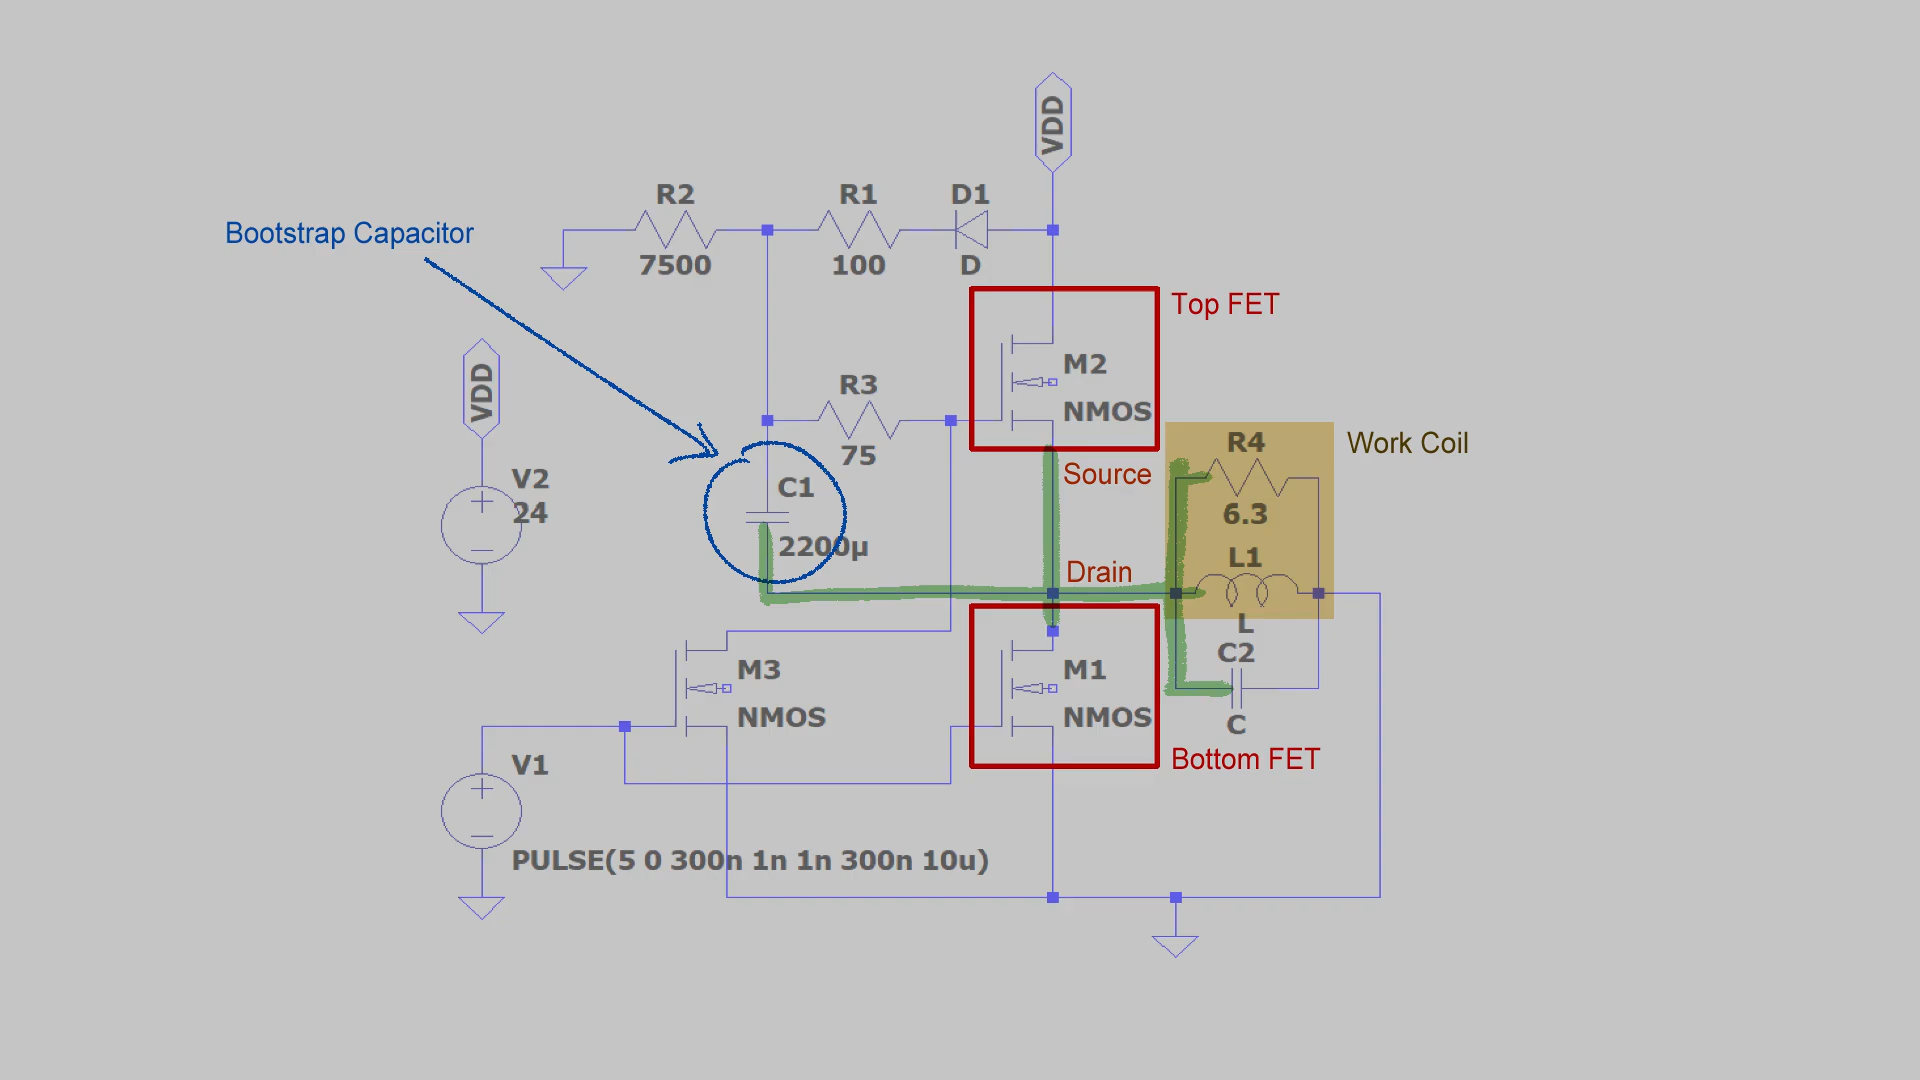 VDD
R2
R1
D1
Bootstrap Capacitor
7500
100
D
Top FET
VDD
M2
R3
NMOS
75
R4
Work Coil
Source
V2
24
C1
6.3
2200µ
L1
Drain
L
C2
M3
M1
NMOS
NMOS
C
V1
Bottom FET
PULSE(5 0 300n 1n 1n 300n 10u)